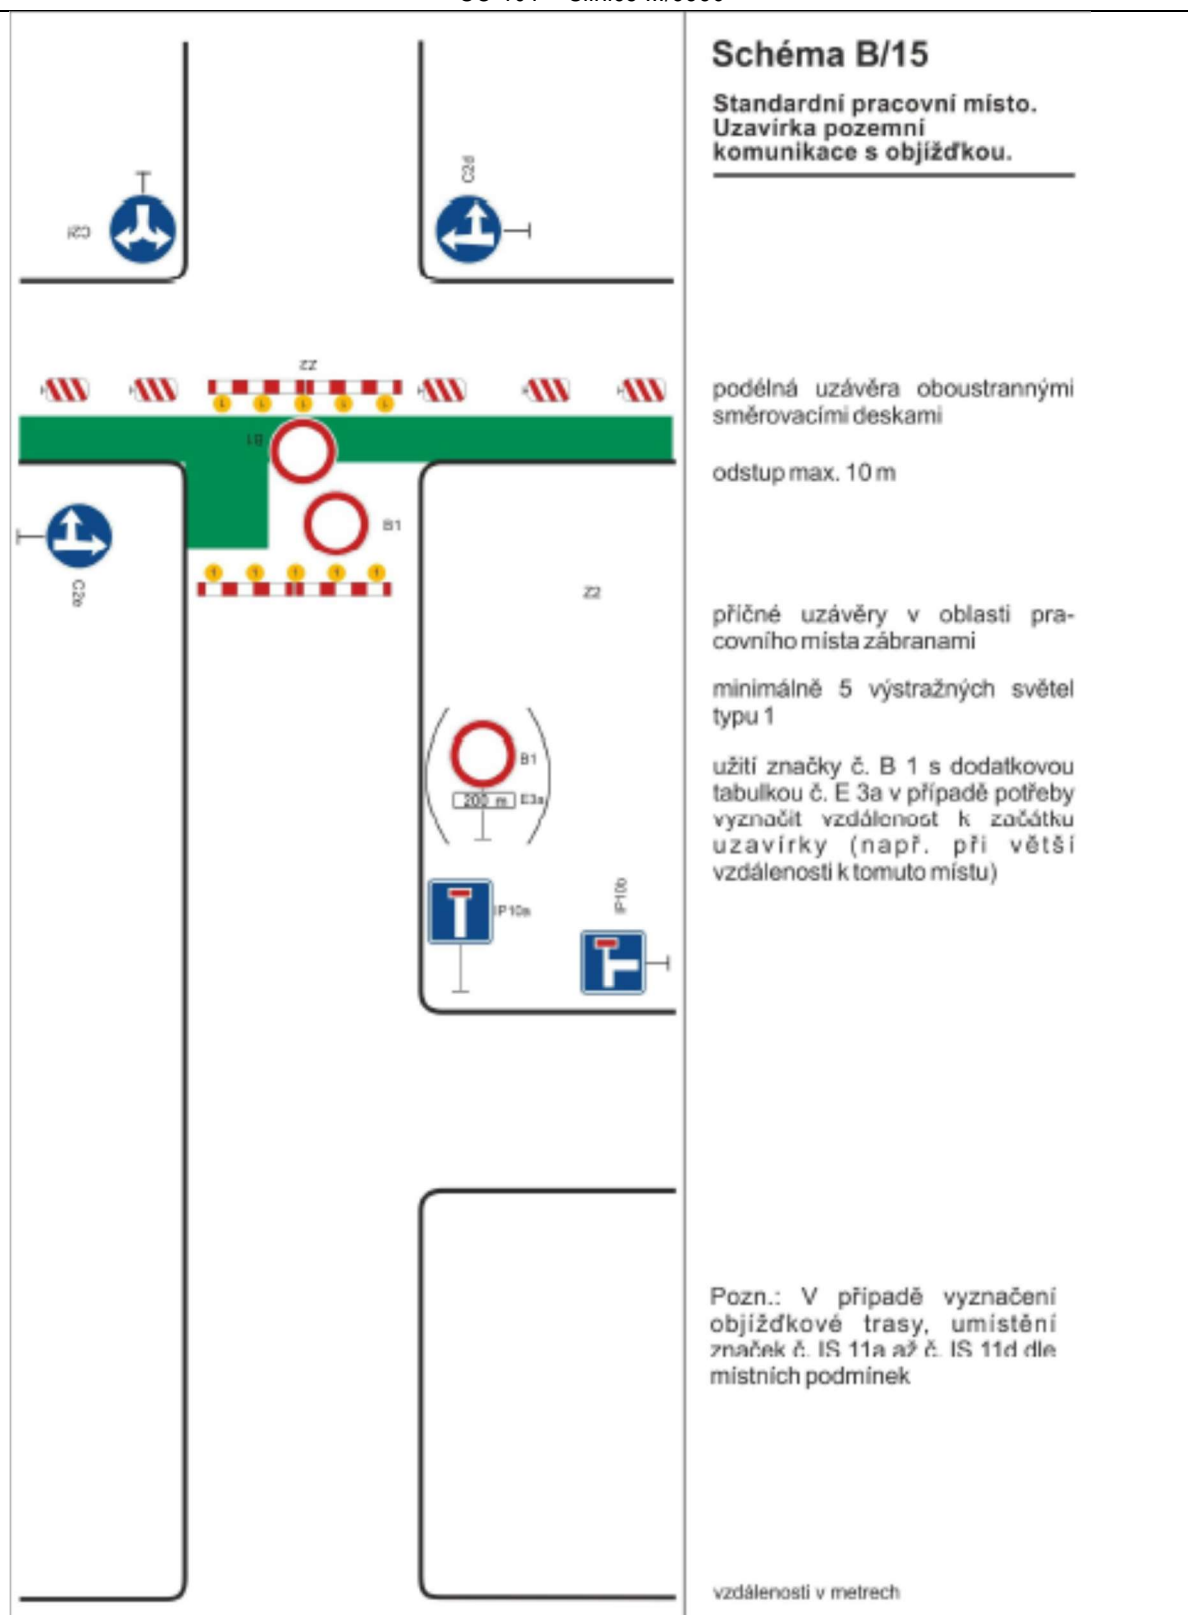 Schéma B/15
Standardní pracovní místo.
Uzavírka pozemní
komunikace s objížďkou.
C2d
C2f
Z2
podélná uzávěra oboustrannými
směrovacími deskami
B1
odstup max. 10 m
B1
C2e
Z2
příčné uzávěry v oblasti pra-
covního místa zábranami
minimálně 5 výstražných světel
typu 1
B1
200 m E3a
užití značky č. B 1 s dodatkovou
tabulkou č. E 3a v případě potřeby
vyznačit vzdálenost k začátku
uzavírky (např. při větší
vzdálenosti k tomuto místu)
IP10a
IP10b
Pozn.: V případě vyznačení
objížďkové trasy, umístění
značek č. IS 11a až č. IS 11d dle
místních podmínek
vzdálenosti v metrech